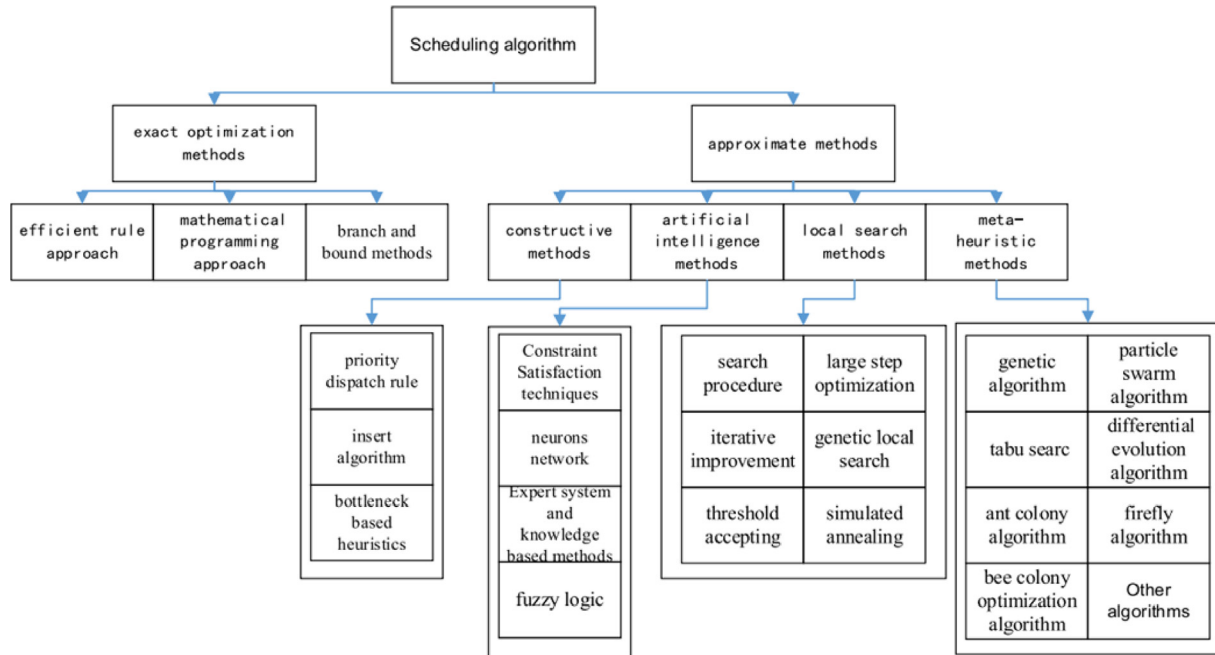 Scheduling algorithm
exact optimization
methods
approximate methods
efficient rule
approach
mathematical
programming
approach
branch and
bound methods
constructive
methods
artificial
intelligence
methods
local search
methods
meta-
heuristic
methods
priority
dispatch rule
insert
algorithm
bottleneck
based
heuristics
Constraint
Satisfaction
techniques
neurons
network
Expert system
and
knowledge
based methods
fuzzy logic
search
procedure
large step
optimization
iterative
improvement
genetic local
search
threshold
accepting
simulated
annealing
genetic
algorithm
particle
swarm
algorithm
tabu searc
differential
evolution
algorithm
ant colony
algorithm
firefly
algorithm
bee colony
optimization
algorithm
Other
algorithms